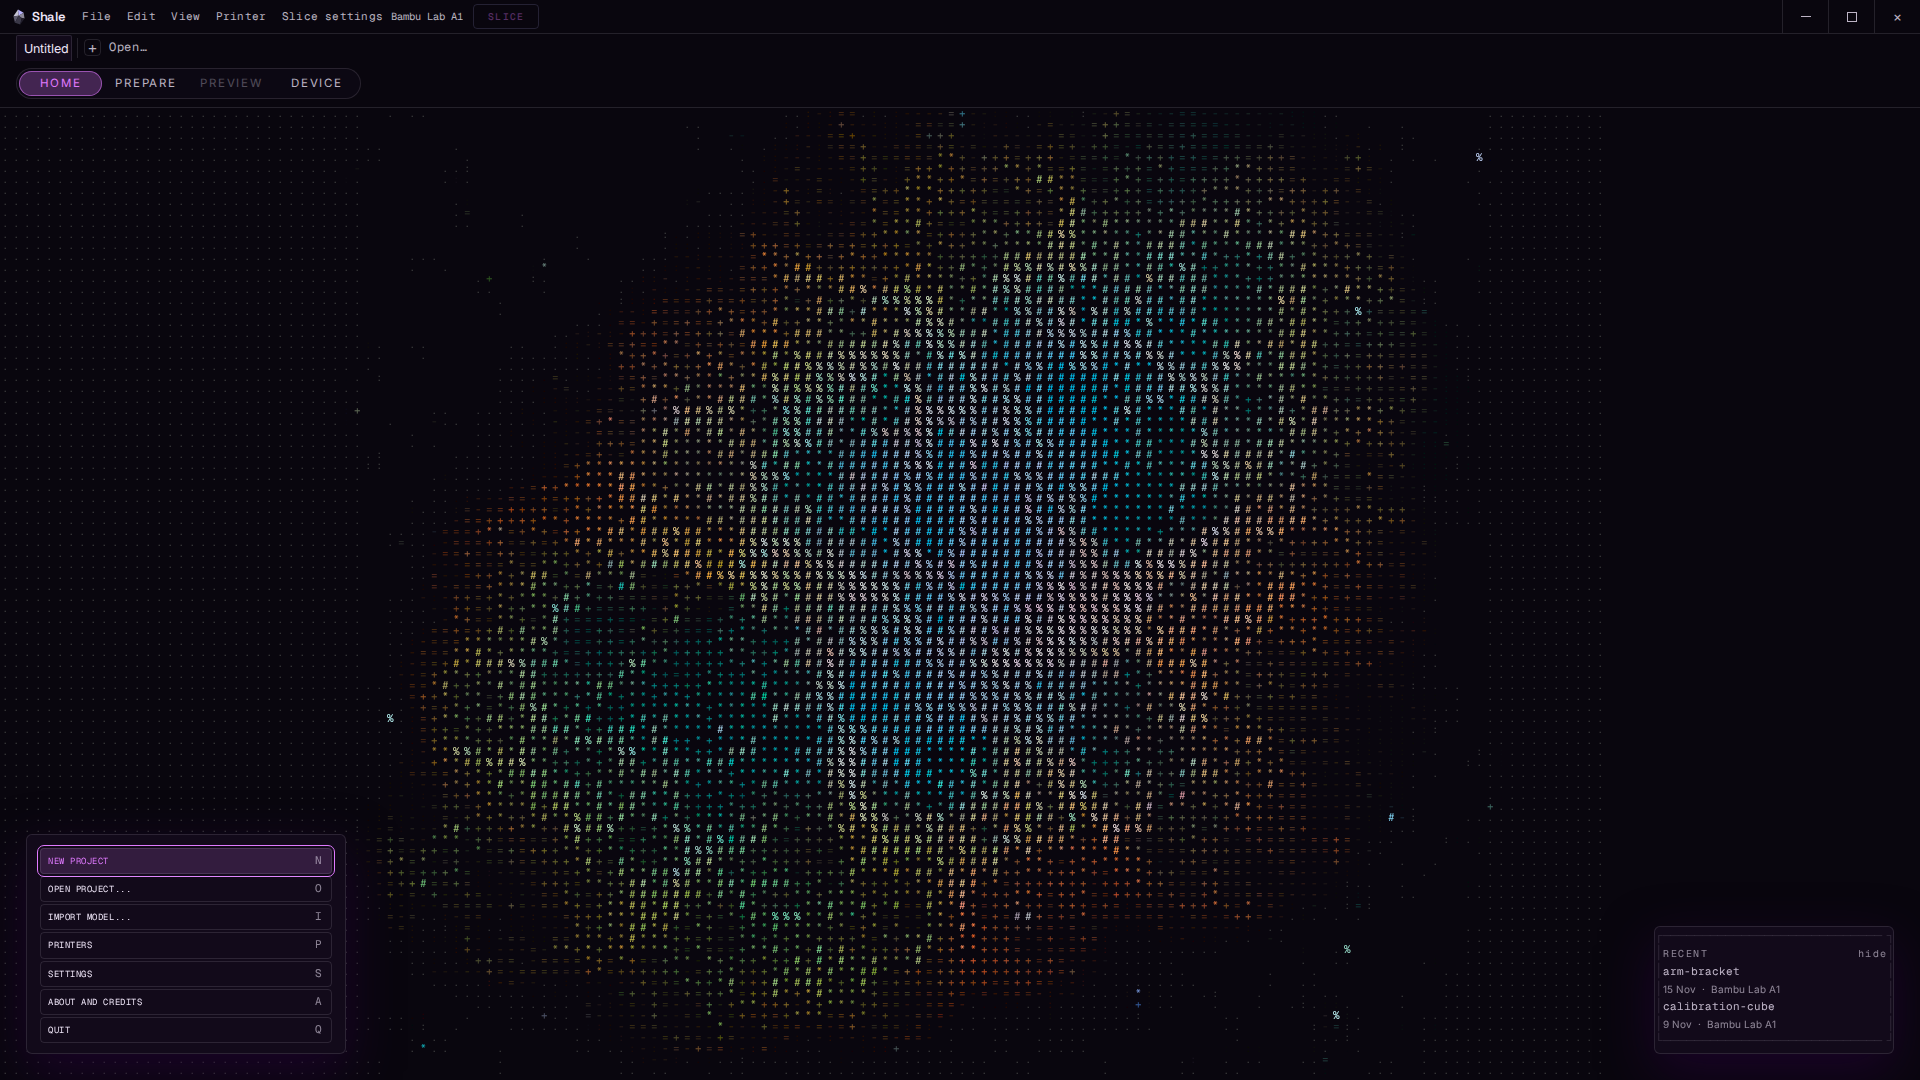 Shale File Edit View Printer Slice settings Bambu Lab A1 SLICE
Untitled + Open…
HOME PREPARE PREVIEW DEVICE
NEW PROJECT N
OPEN PROJECT... O
IMPORT MODEL... I
PRINTERS P
SETTINGS S
ABOUT AND CREDITS A
QUIT Q
RECENT hide
arm-bracket
15 Nov · Bambu Lab A1
calibration-cube
9 Nov · Bambu Lab A1